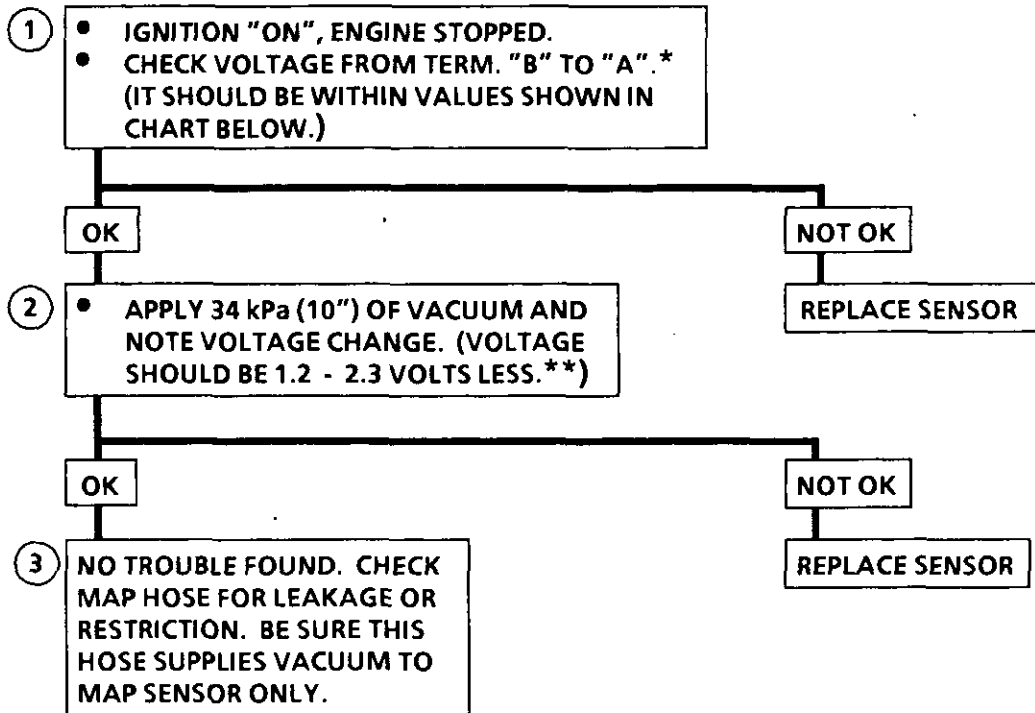 1
• IGNITION "ON", ENGINE STOPPED.
• CHECK VOLTAGE FROM TERM. "B" TO "A".*
(IT SHOULD BE WITHIN VALUES SHOWN IN
CHART BELOW.)
OK
NOT OK
2
• APPLY 34 kPa (10") OF VACUUM AND
NOTE VOLTAGE CHANGE. (VOLTAGE
SHOULD BE 1.2 - 2.3 VOLTS LESS.**)
REPLACE SENSOR
OK
NOT OK
3
NO TROUBLE FOUND. CHECK
MAP HOSE FOR LEAKAGE OR
RESTRICTION. BE SURE THIS
HOSE SUPPLIES VACUUM TO
MAP SENSOR ONLY.
REPLACE SENSOR